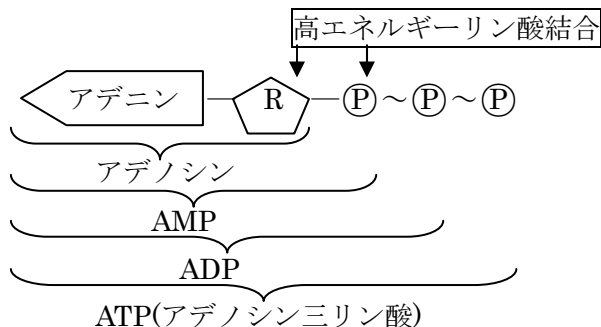 高エネルギーリン酸結合
アデニン R Ⓟ～Ⓟ～Ⓟ
アデノシン
AMP
ADP
ATP(アデノシン三リン酸)